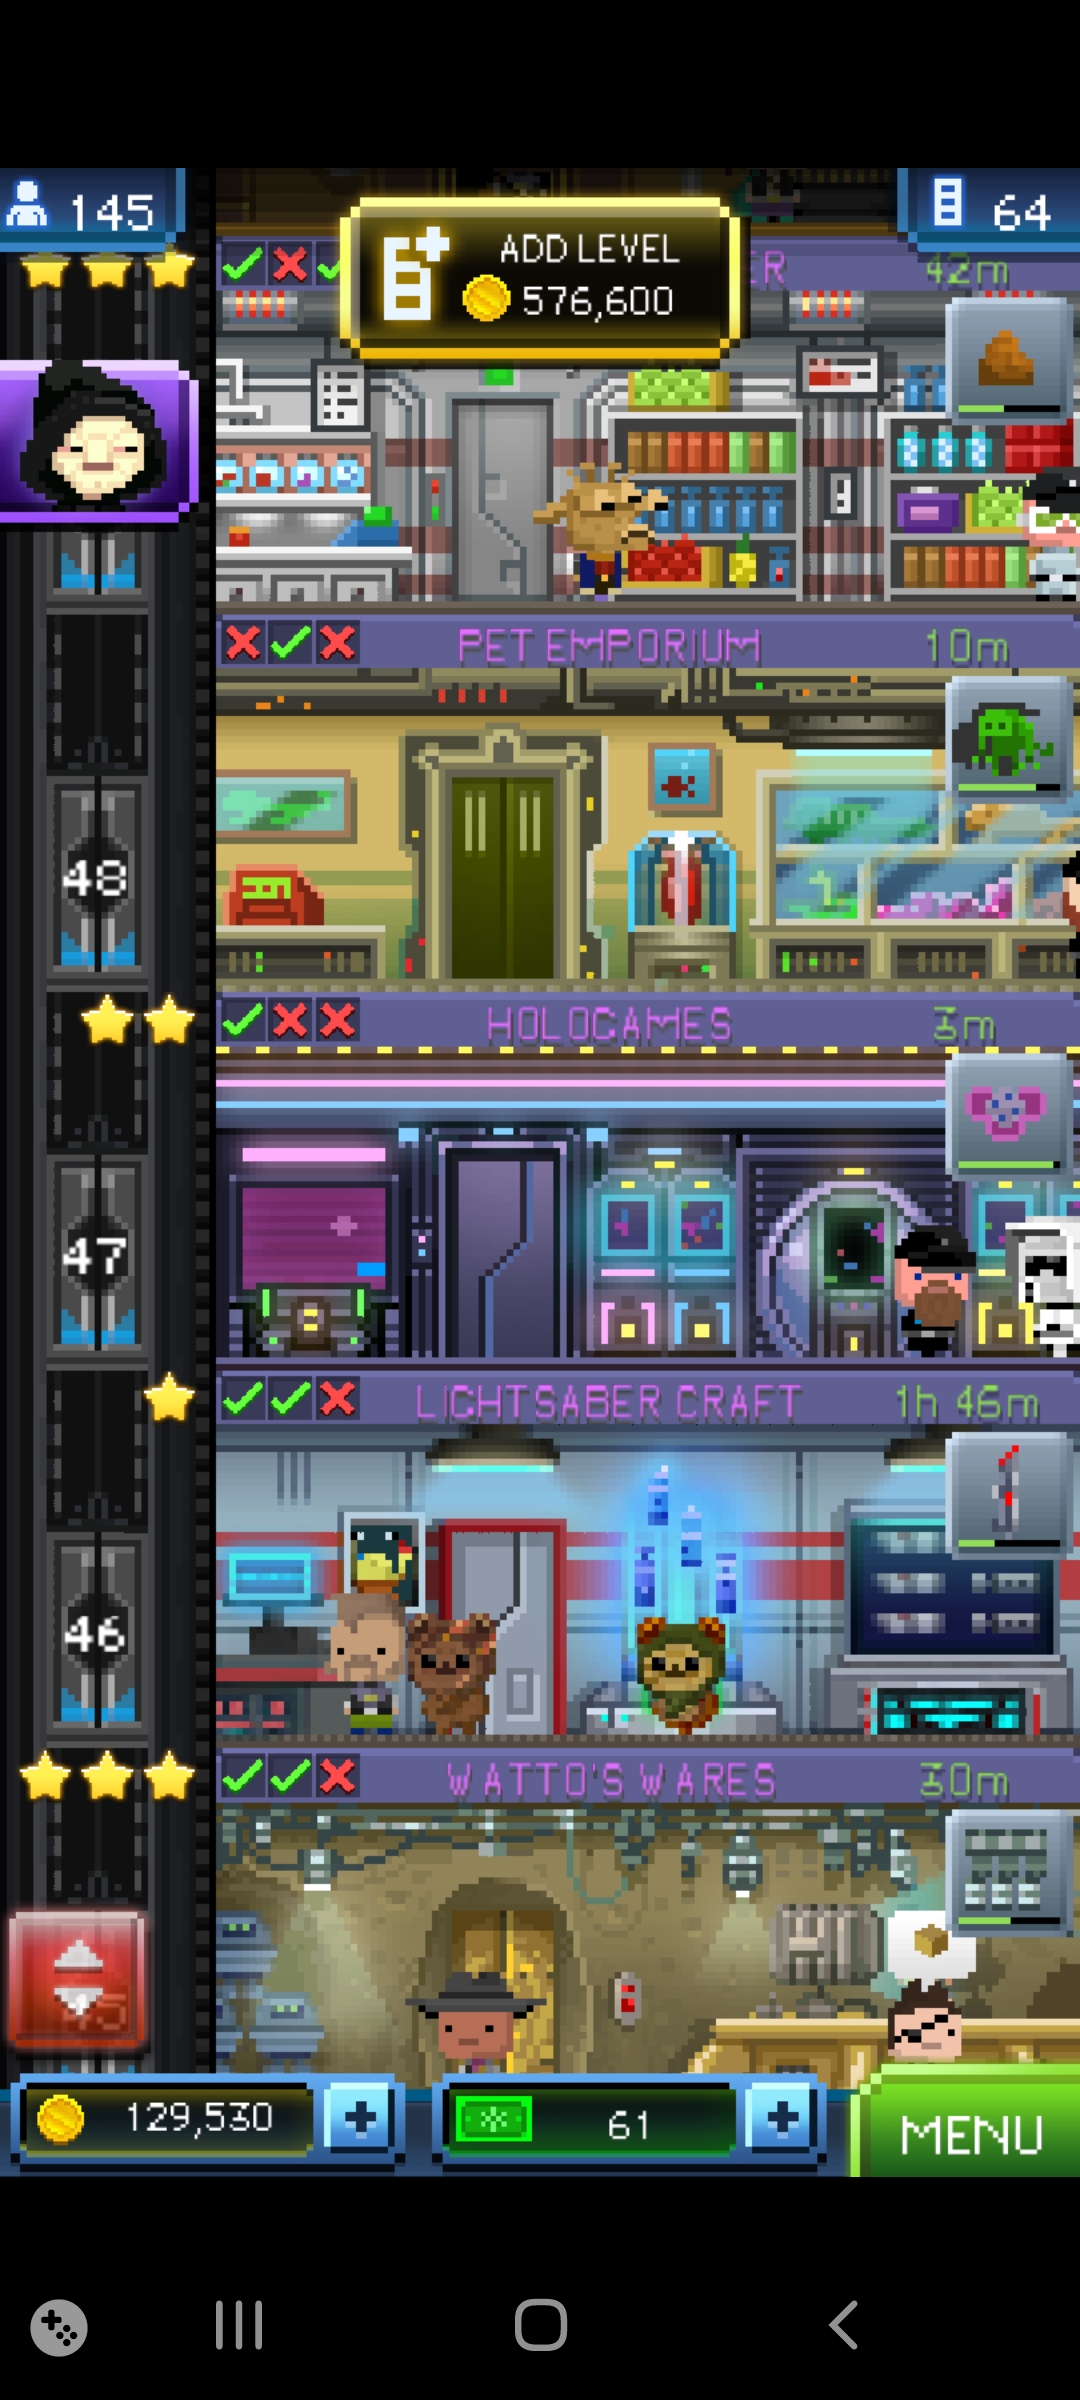 145
64
ADD LEVEL
576,600
ER
42m
PET EMPORIUM
10m
48
HOLOGAMES
3m
47
LIGHTSABER CRAFT
1h 46m
46
WATTO'S WARES
30m
129,530
61
MENU